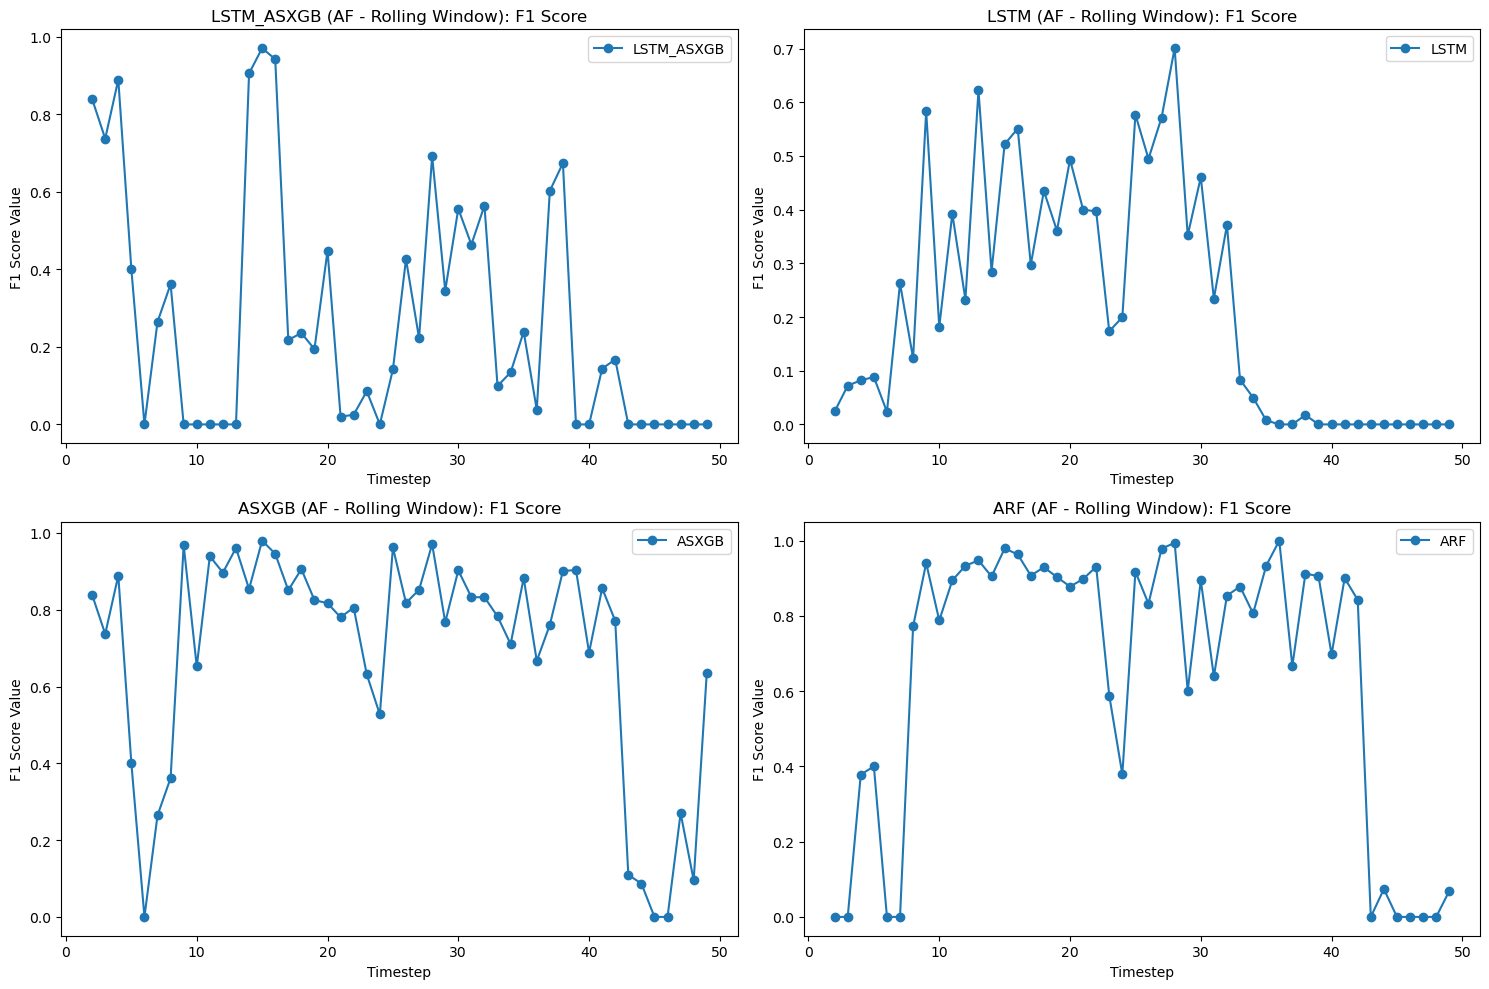 LSTM_ASXGB (AF - Rolling Window): F1 Score
LSTM_ASXGB
F1 Score Value
1.0
0.8
0.6
0.4
0.2
0.0
0 10 20 30 40 50
Timestep
LSTM (AF - Rolling Window): F1 Score
LSTM
F1 Score Value
0.7
0.6
0.5
0.4
0.3
0.2
0.1
0.0
0 10 20 30 40 50
Timestep
ASXGB (AF - Rolling Window): F1 Score
ASXGB
F1 Score Value
1.0
0.8
0.6
0.4
0.2
0.0
0 10 20 30 40 50
Timestep
ARF (AF - Rolling Window): F1 Score
ARF
F1 Score Value
1.0
0.8
0.6
0.4
0.2
0.0
0 10 20 30 40 50
Timestep